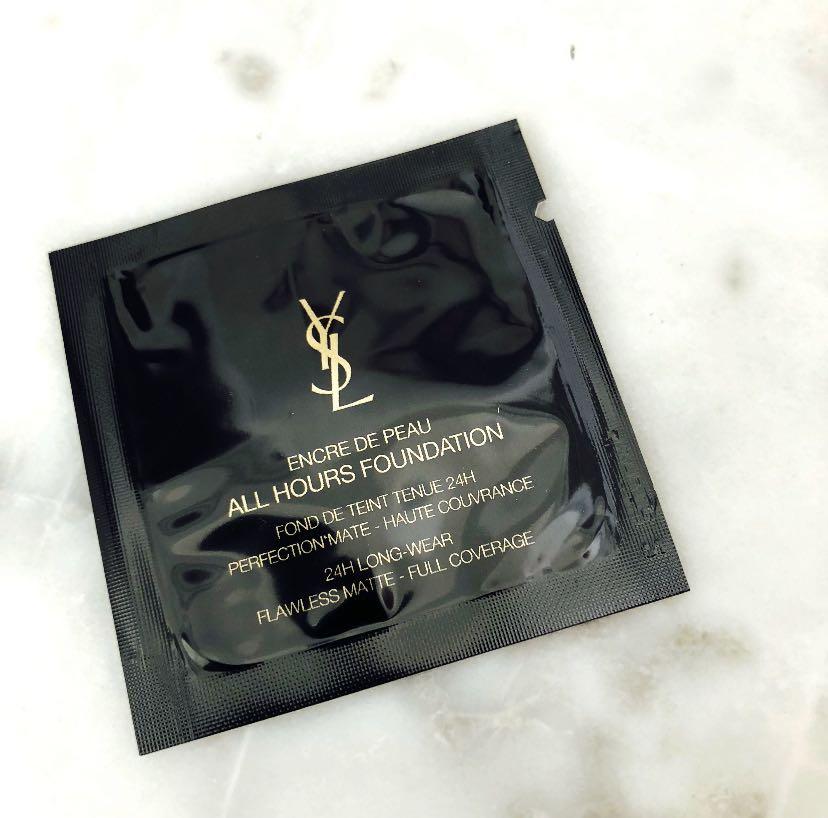 YSL
ENCRE DE PEAU
ALL HOURS FOUNDATION
FOND DE TEINT TENUE 24H
PERFECTION* MATE - HAUTE COUVRANCE
24H LONG-WEAR
FLAWLESS MATTE - FULL COVERAGE